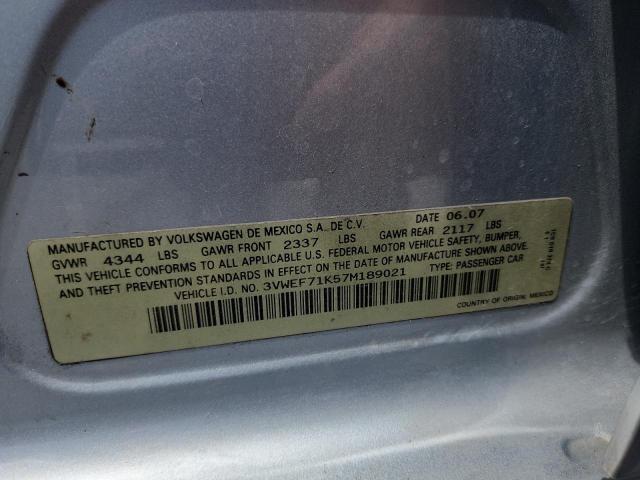 MANUFACTURED BY VOLKSWAGEN DE MEXICO S.A. DE C.V. DATE 06.07
GVWR 4344 LBS GAWR FRONT 2337 LBS GAWR REAR 2117 LBS
THIS VEHICLE CONFORMS TO ALL APPLICABLE U.S. FEDERAL MOTOR VEHICLE SAFETY, BUMPER,
AND THEFT PREVENTION STANDARDS IN EFFECT ON THE DATE OF MANUFACTURE SHOWN ABOVE.
VEHICLE I.D. NO. 3VWEF71K57M189021 TYPE: PASSENGER CAR
COUNTRY OF ORIGIN: MEXICO